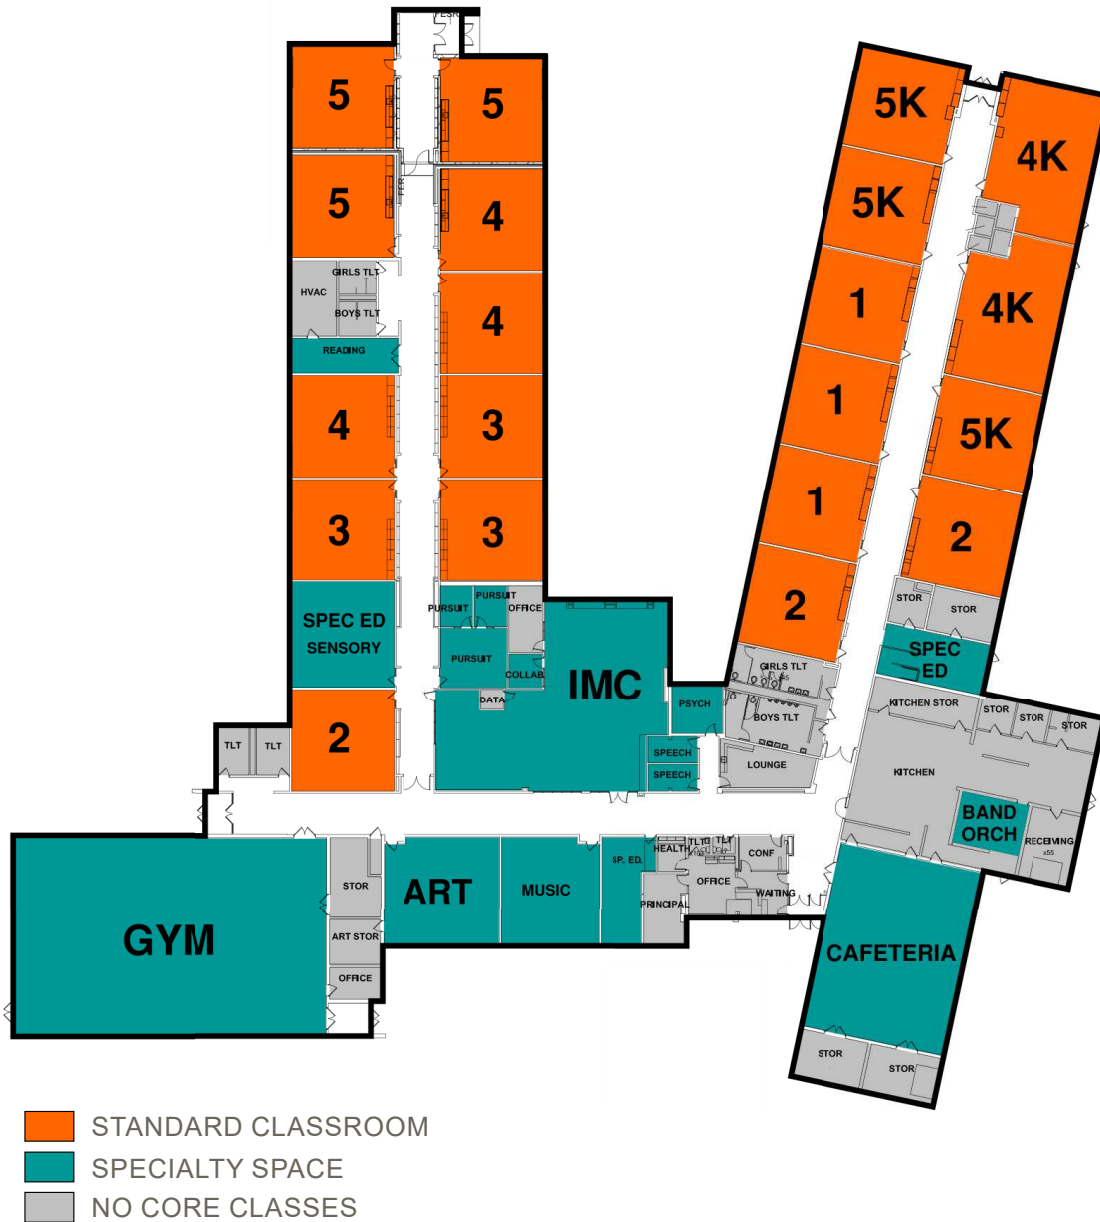 5
5
5K
4K
5
4
5K
GIRLS TLT
HVAC
BOYS TLT
1
4K
4
READING
1
5K
4
3
1
2
3
3
2
STOR
STOR
SPEC ED
SENSORY
PURSUIT
PURSUIT
OFFICE
PURSUIT
COLLAB
DATA
IMC
PSYCH
SPEECH
SPEECH
GIRLS TLT
BOYS TLT
LOUNGE
SPEC
ED
KITCHEN STOR
STOR
STOR
STOR
KITCHEN
BAND
ORCH
RECEIVING
x55
2
TLT
TLT
GYM
STOR
ART STOR
OFFICE
ART
MUSIC
SP. ED.
HEALTH
TLT
TLT
CONF
OFFICE
WAITING
PRINCIPAL
CAFETERIA
STOR
STOR
STANDARD CLASSROOM
SPECIALTY SPACE
NO CORE CLASSES